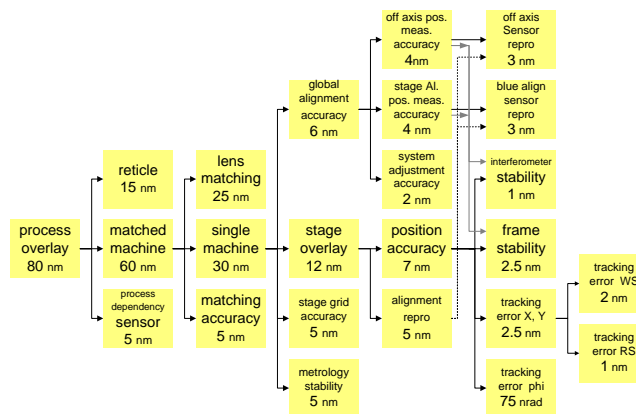 off axis pos.
meas.
accuracy
4nm
off axis
Sensor
repro
3 nm
global
alignment
accuracy
6 nm
stage Al.
pos. meas.
accuracy
4 nm
blue align
sensor
repro
3 nm
reticle
15 nm
lens
matching
25 nm
system
adjustment
accuracy
2 nm
interferometer
stability
1 nm
process
overlay
80 nm
matched
machine
60 nm
single
machine
30 nm
stage
overlay
12 nm
position
accuracy
7 nm
frame
stability
2.5 nm
process
dependency
sensor
5 nm
matching
accuracy
5 nm
stage grid
accuracy
5 nm
alignment
repro
5 nm
tracking
error X, Y
2.5 nm
tracking
error WS
2 nm
tracking
error RS
1 nm
metrology
stability
5 nm
tracking
error phi
75 nrad